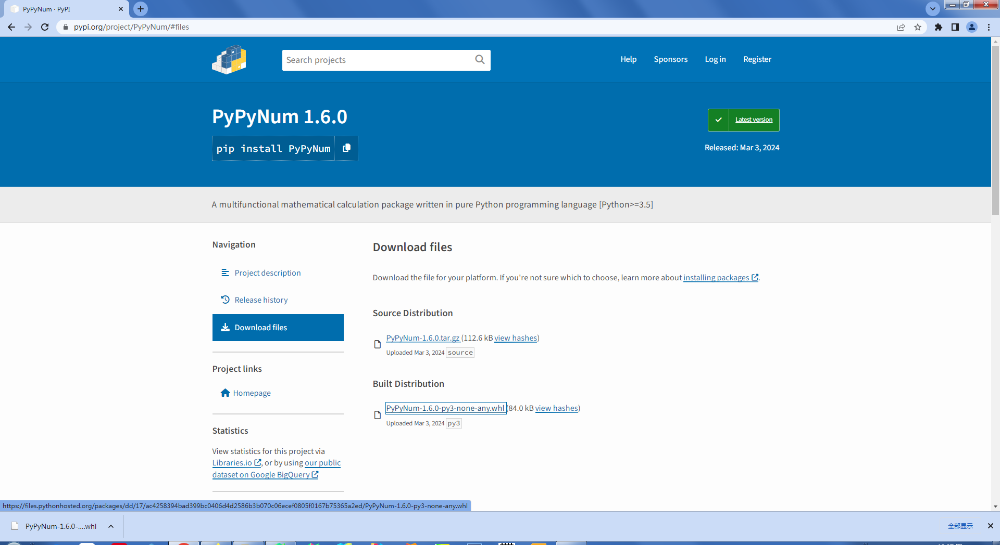 PyPyNum · PyPI
pypi.org/project/PyPyNum/#files
Search projects
Help
Sponsors
Log in
Register
PyPyNum 1.6.0
pip install PyPyNum
Latest version
Released: Mar 3, 2024
A multifunctional mathematical calculation package written in pure Python programming language [Python>=3.5]
Navigation
Project description
Release history
Download files
Project links
Homepage
Statistics
View statistics for this project via
Libraries.io, or by using our public
dataset on Google BigQuery
Download files
Download the file for your platform. If you're not sure which to choose, learn more about installing packages.
Source Distribution
PyPyNum-1.6.0.tar.gz (112.6 kB view hashes)
Uploaded Mar 3, 2024 source
Built Distribution
PyPyNum-1.6.0-py3-none-any.whl (84.0 kB view hashes)
Uploaded Mar 3, 2024 py3
https://files.pythonhosted.org/packages/dd/17/ac4258394bad399bc0406d4d2586b3b070c06ecef0805f0167b75365a2ed/PyPyNum-1.6.0-py3-none-any.whl
PyPyNum-1.6.0-....whl
全部显示